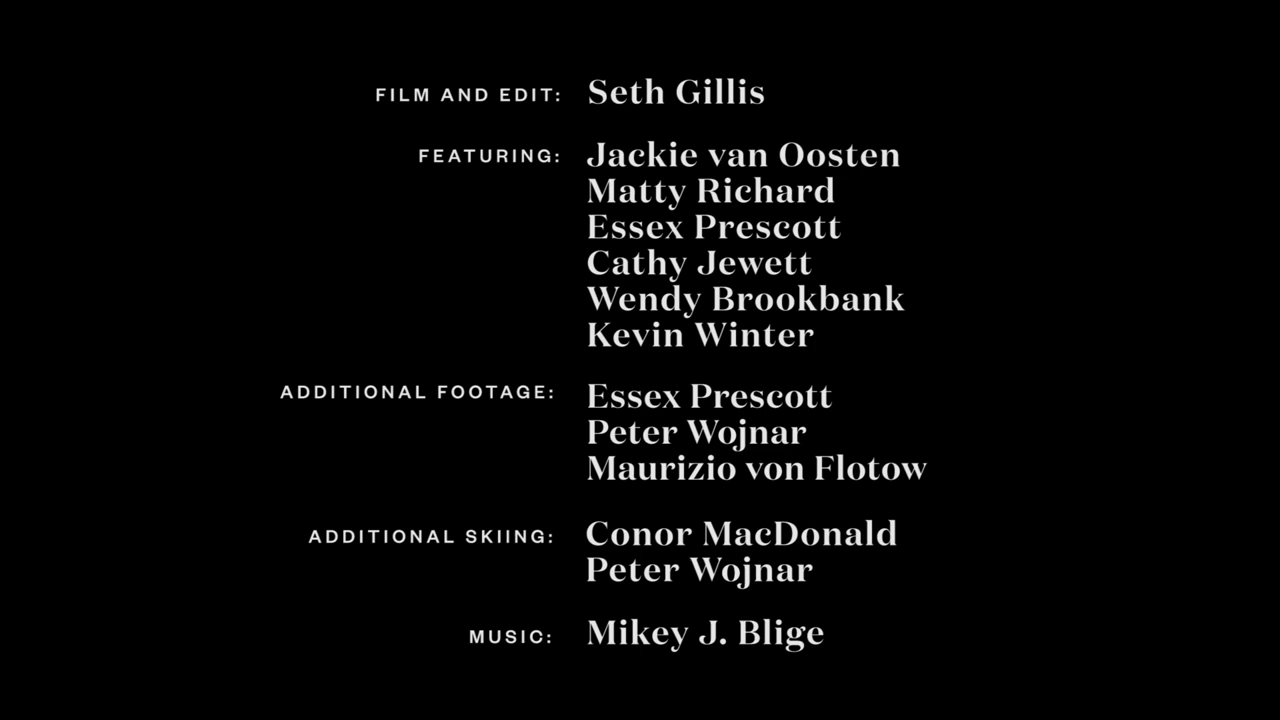 FILM AND EDIT: Seth Gillis
FEATURING: Jackie van Oosten
Matty Richard
Essex Prescott
Cathy Jewett
Wendy Brookbank
Kevin Winter
ADDITIONAL FOOTAGE: Essex Prescott
Peter Wojnar
Maurizio von Flotow
ADDITIONAL SKIING: Conor MacDonald
Peter Wojnar
MUSIC: Mikey J. Blige